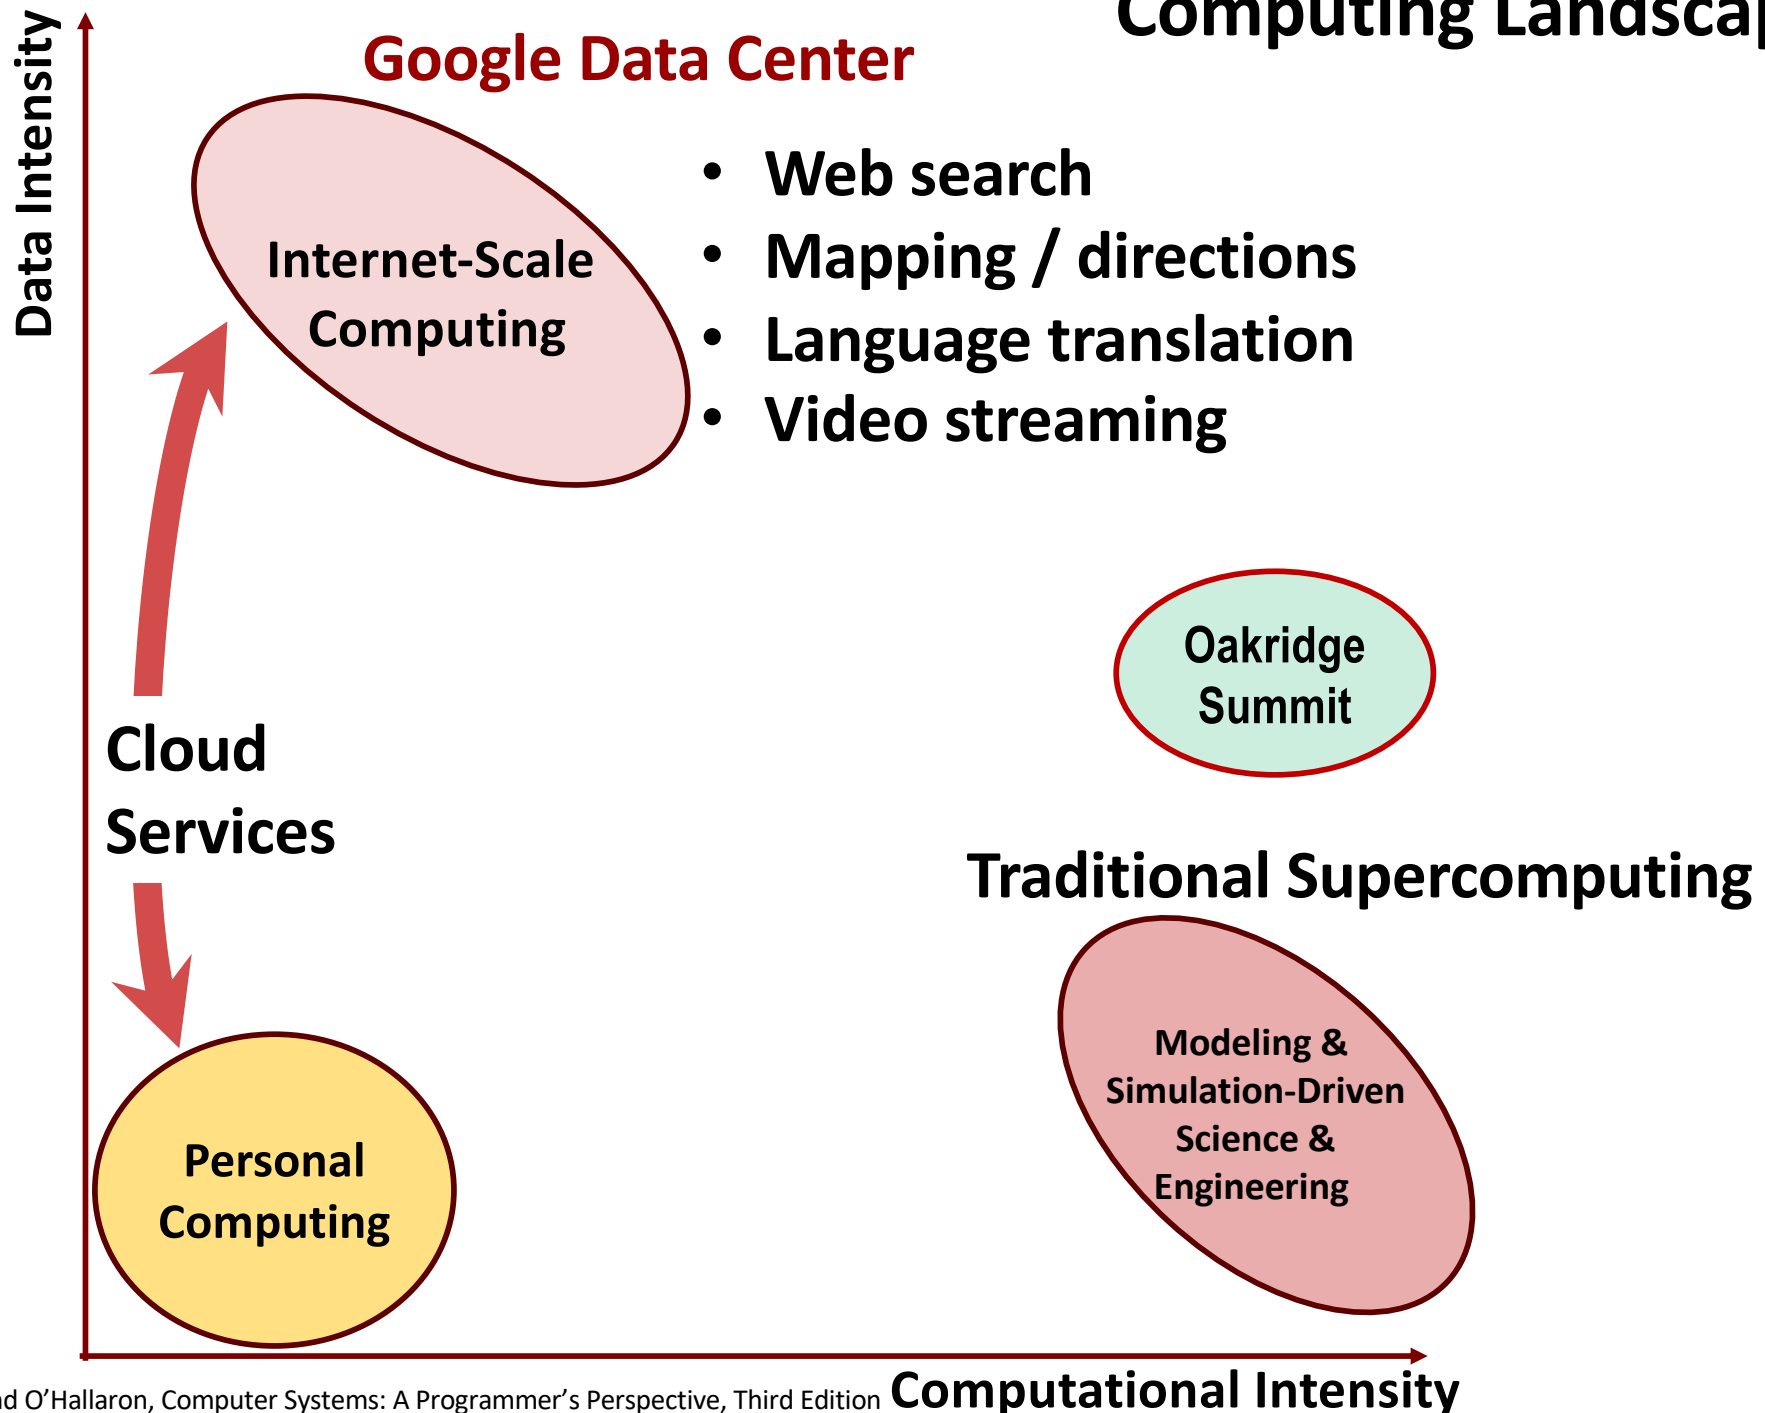 Computing
Data Intensity
Google Data Center
• Web search
• Mapping / directions
• Language translation
• Video streaming
Internet-Scale
Computing
Oakridge
Summit
Cloud
Services
Traditional Supercomputing
Modeling &
Simulation-Driven
Science &
Engineering
Personal
Computing
O’Hallaron, Computer Systems: A Programmer’s Perspective, Third Edition
Computational Intensity